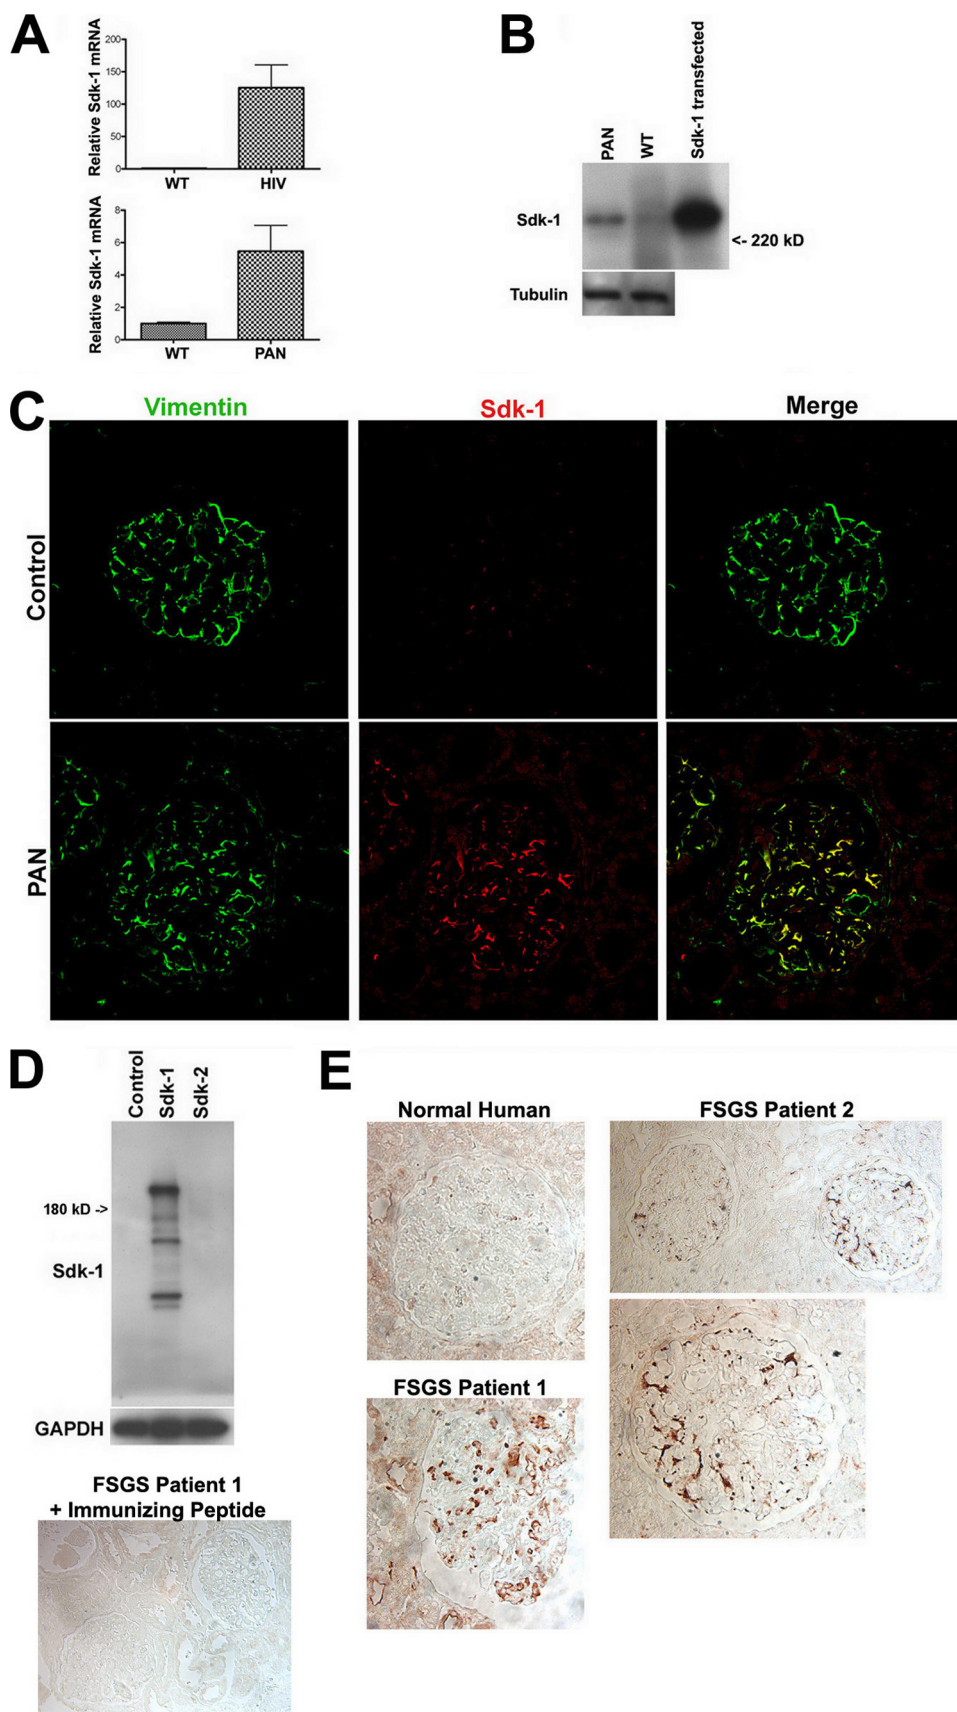 A
Relative Sdk-1 mRNA
200
150
100
50
0
WT
HIV
Relative Sdk-1 mRNA
8
6
4
2
0
WT
PAN
B
PAN
WT
Sdk-1 transfected
Sdk-1
<- 220 kD
Tubulin
C
Vimentin
Sdk-1
Merge
Control
PAN
D
Control
Sdk-1
Sdk-2
180 kD ->
Sdk-1
GAPDH
FSGS Patient 1
+ Immunizing Peptide
E
Normal Human
FSGS Patient 2
FSGS Patient 1